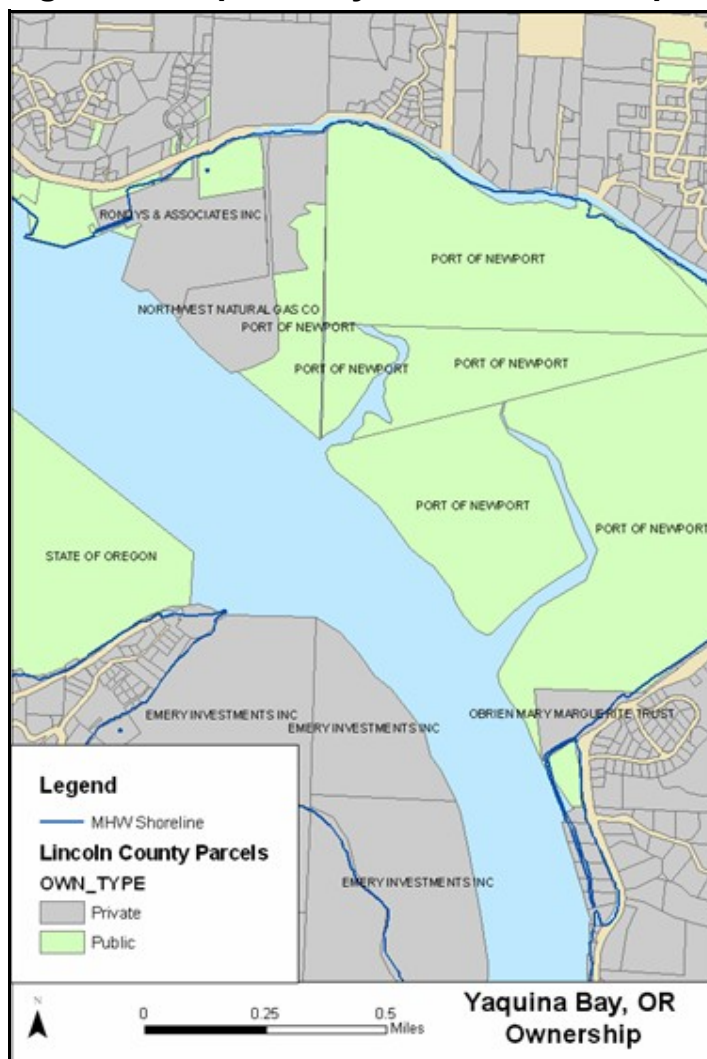 RONDYS & ASSOCIATES INC
PORT OF NEWPORT
NORTHWEST NATURAL GAS CO
PORT OF NEWPORT
PORT OF NEWPORT
PORT OF NEWPORT
PORT OF NEWPORT
PORT OF NEWPORT
STATE OF OREGON
OBRIEN MARY MARGUERITE TRUST
EMERY INVESTMENTS INC
EMERY INVESTMENTS INC
EMERY INVESTMENTS INC
Legend
MHW Shoreline
Lincoln County Parcels
OWN_TYPE
Private
Public
N
0 0.25 0.5
Miles
Yaquina Bay, OR
Ownership